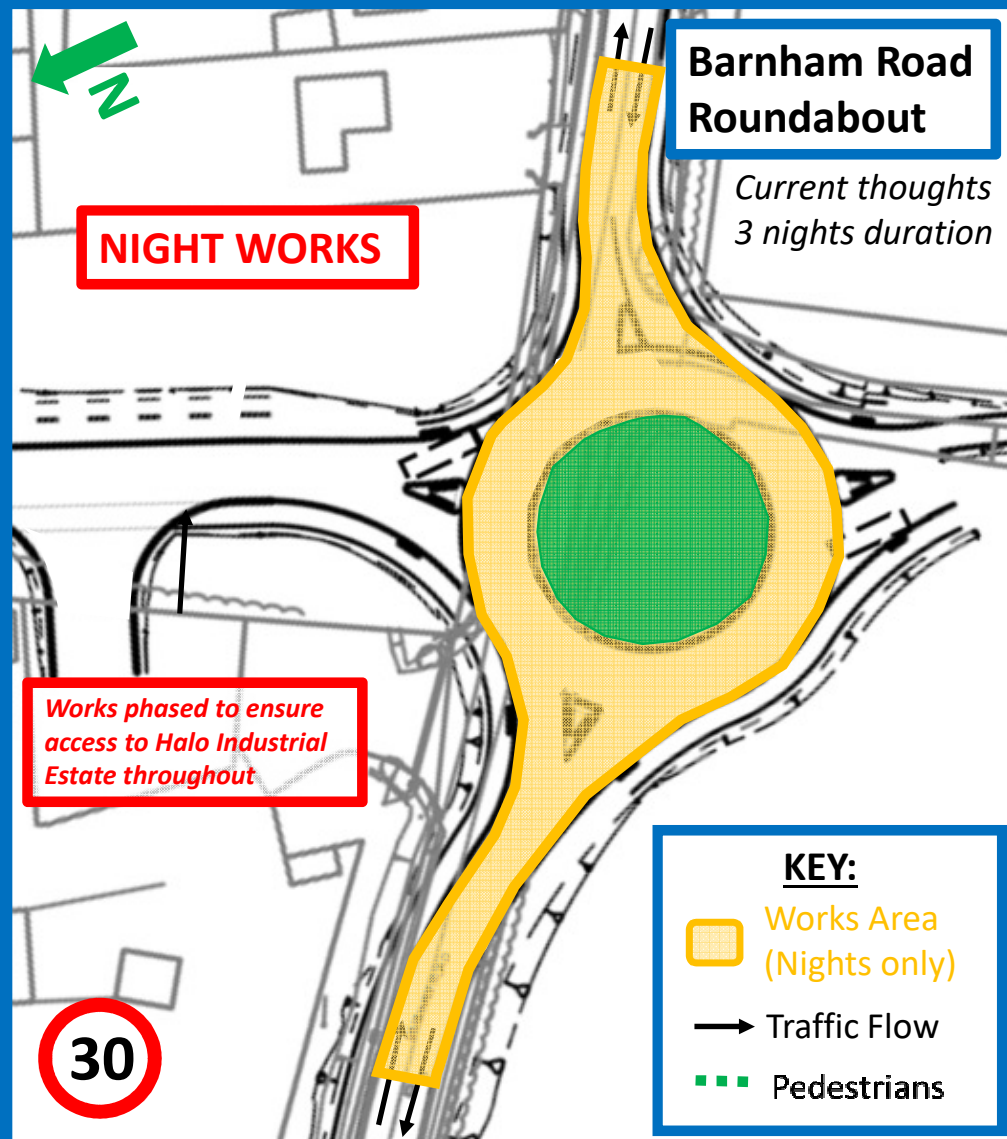 N
Barnham Road
Roundabout
Current thoughts
3 nights duration
NIGHT WORKS
Works phased to ensure
access to Halo Industrial
Estate throughout
KEY:
Works Area
(Nights only)
Traffic Flow
Pedestrians
30